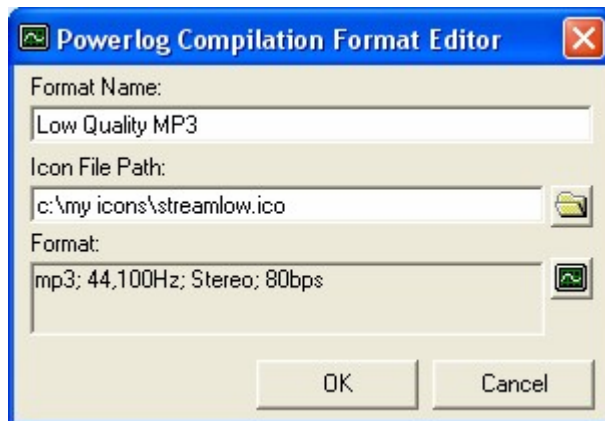 Powerlog Compilation Format Editor
Format Name:
Low Quality MP3
Icon File Path:
c:\my icons\streamlow.ico
Format:
mp3; 44,100Hz; Stereo; 80bps
OK Cancel